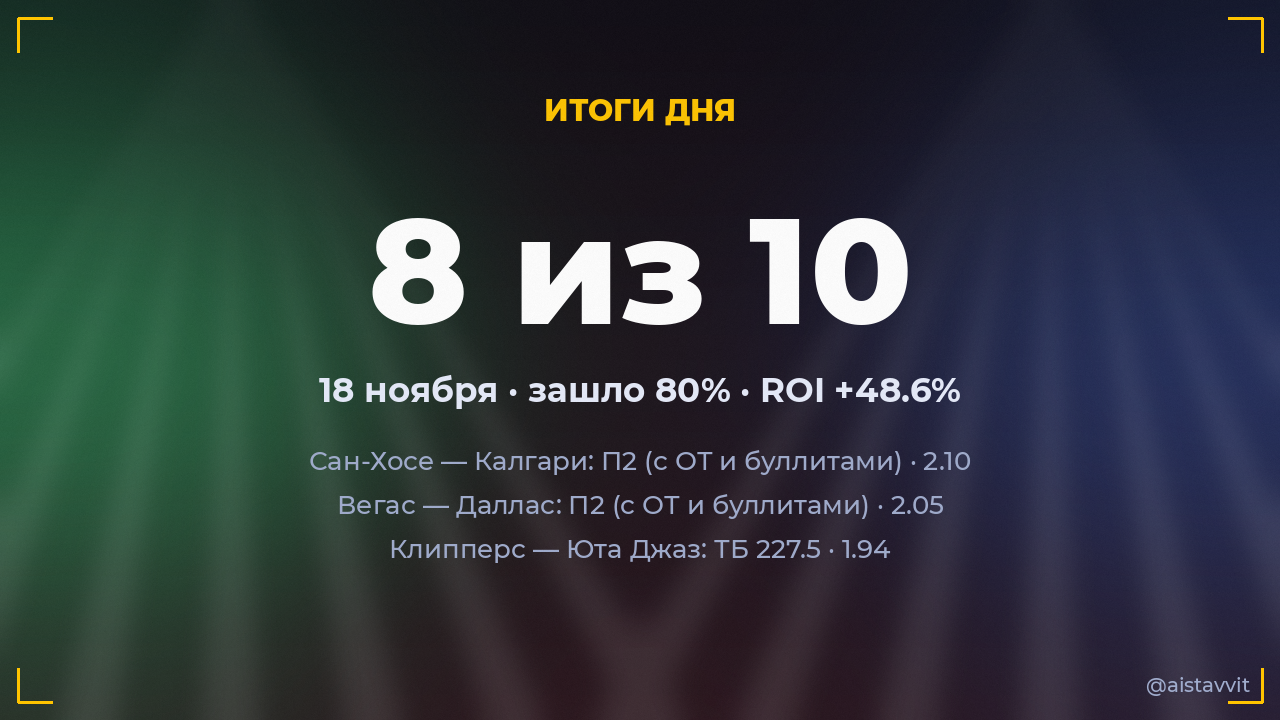 ИТОГИ ДНЯ
8 из 10
18 ноября · зашло 80% · ROI +48.6%
Сан-Хосе — Калгари: П2 (с ОТ и буллитами) · 2.10
Вегас — Даллас: П2 (с ОТ и буллитами) · 2.05
Клипперс — Юта Джаз: ТБ 227.5 · 1.94
@aistavvit